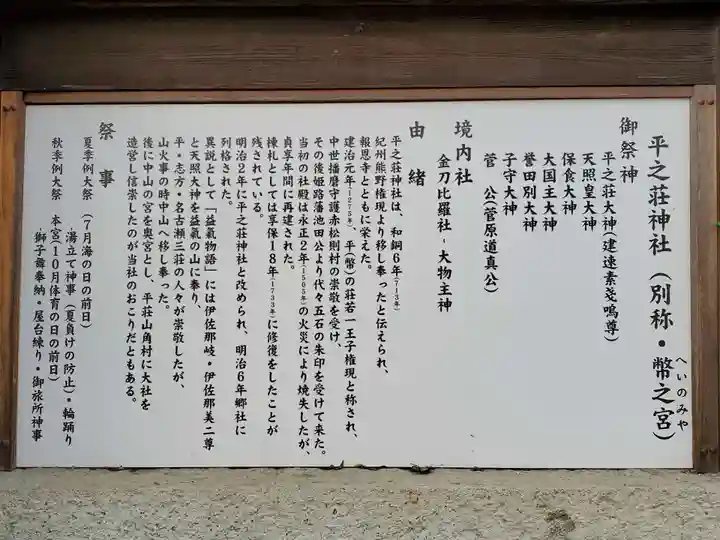 平之荘神社(別称・幣之宮)
へいのみや
御祭神
平之荘大神(建速素戔嗚尊)
天照皇大神
保食大神
大国主大神
誉田別大神
子守大神
菅 公(菅原道真公)
境内社
金刀比羅社-大物主神
由緒
平之荘神社は、和銅6年(713年)
紀州熊野権現より移し奉ったと伝えられ、
報恩寺とともに栄えた。
建治元年(1275年)、平(幣)の荘若一王子権現と称され、
中世播磨守護赤松則村の崇敬を受け、
その後姫路藩池田公より代々五石の朱印を受けて来た。
当初の社殿は永正2年(1505年)の火災により焼失したが、
貞享年間に再建された。
棟札としては享保18年(1733年)に修復をしたことが
残されている。
明治2年に平之荘神社と改められ、明治6年郷社に
列格された。
異説として「益氣物語」には伊佐那岐・伊佐那美二尊
と天照大神を益氣の山に奉り、
平・志方・名古瀬三荘の人々が崇敬したが、
山火事の時中山へ移し奉った。
後に中山の宮を奥宮とし、平荘山角村に大社を
造営し信崇したのが当社のおこりだともある。
祭事
夏季例大祭 (7月海の日の前日)
湯立て神事(夏負けの防止)・輪踊り
秋季例大祭 本宮(10月体育の日の前日)
獅子舞奉納・屋台練り・御旅所神事